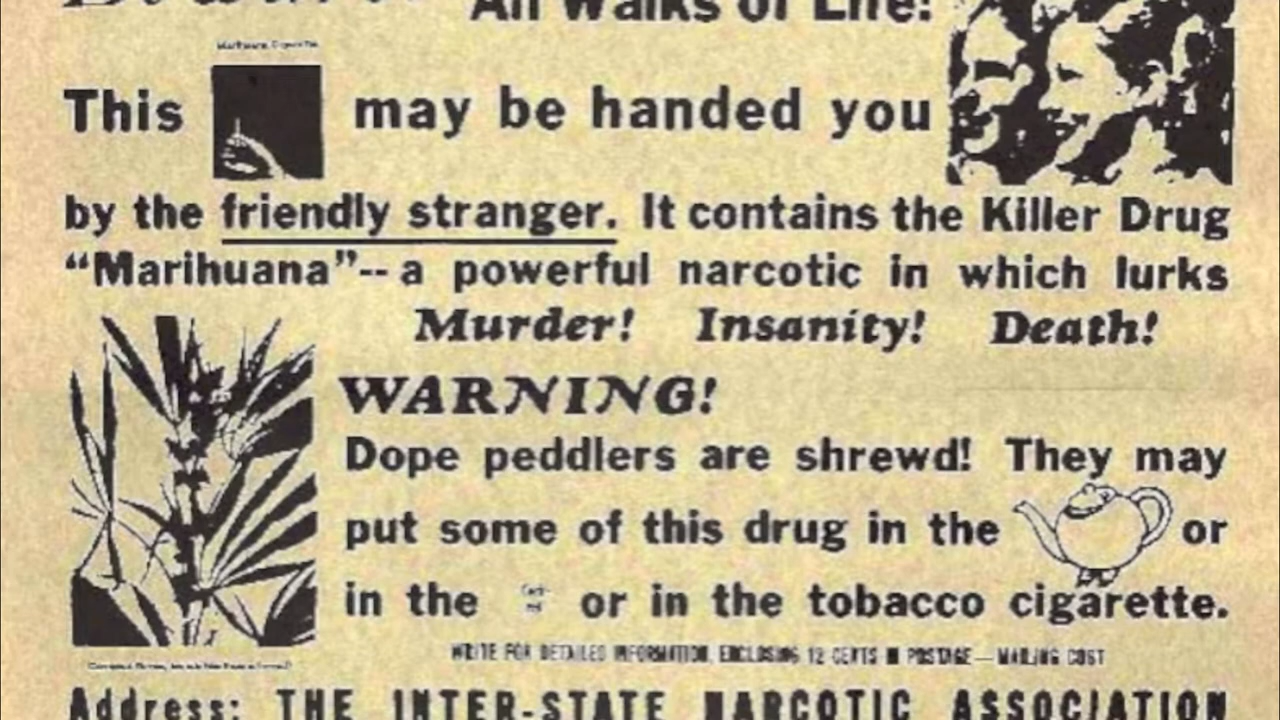 All Walks of Life!
Marihuana Cigarette
This may be handed you
by the friendly stranger. It contains the Killer Drug
“Marihuana”-- a powerful narcotic in which lurks
Murder! Insanity! Death!
WARNING!
Dope peddlers are shrewd! They may
put some of this drug in the or
in the or in the tobacco cigarette.
WRITE FOR DETAILED INFORMATION, ENCLOSING 12 CENTS IN POSTAGE — MAILING COST
Address: THE INTER-STATE NARCOTIC ASSOCIATION